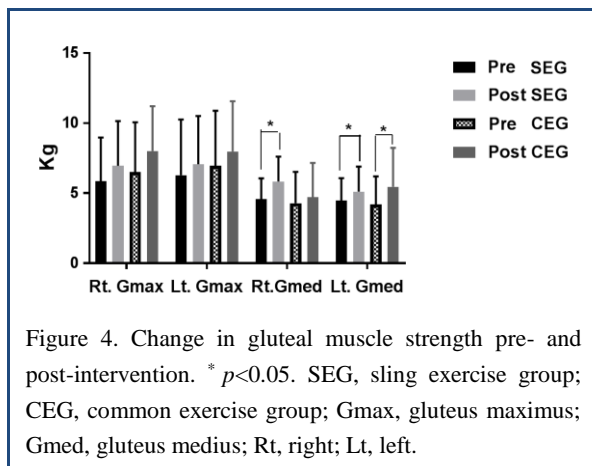 15
10
5
0
Kg
Pre SEG
Post SEG
Pre CEG
Post CEG
* * *
Rt. Gmax Lt. Gmax Rt.Gmed Lt. Gmed
Figure 4. Change in gluteal muscle strength pre- and
post-intervention. * p<0.05. SEG, sling exercise group;
CEG, common exercise group; Gmax, gluteus maximus;
Gmed, gluteus medius; Rt, right; Lt, left.